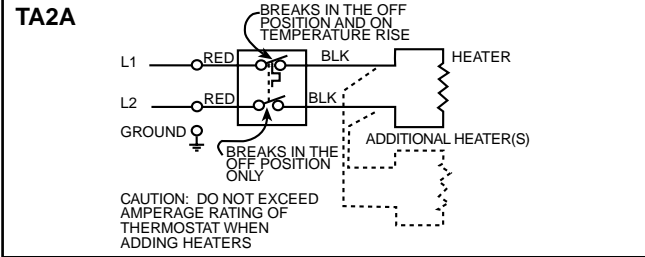 TA2A
BREAKS IN THE OFF
POSITION AND ON
TEMPERATURE RISE
L1
RED
BLK
HEATER
L2
RED
BLK
GROUND
ADDITIONAL HEATER(S)
BREAKS IN THE
OFF POSITION
ONLY
CAUTION: DO NOT EXCEED
AMPERAGE RATING OF
THERMOSTAT WHEN
ADDING HEATERS